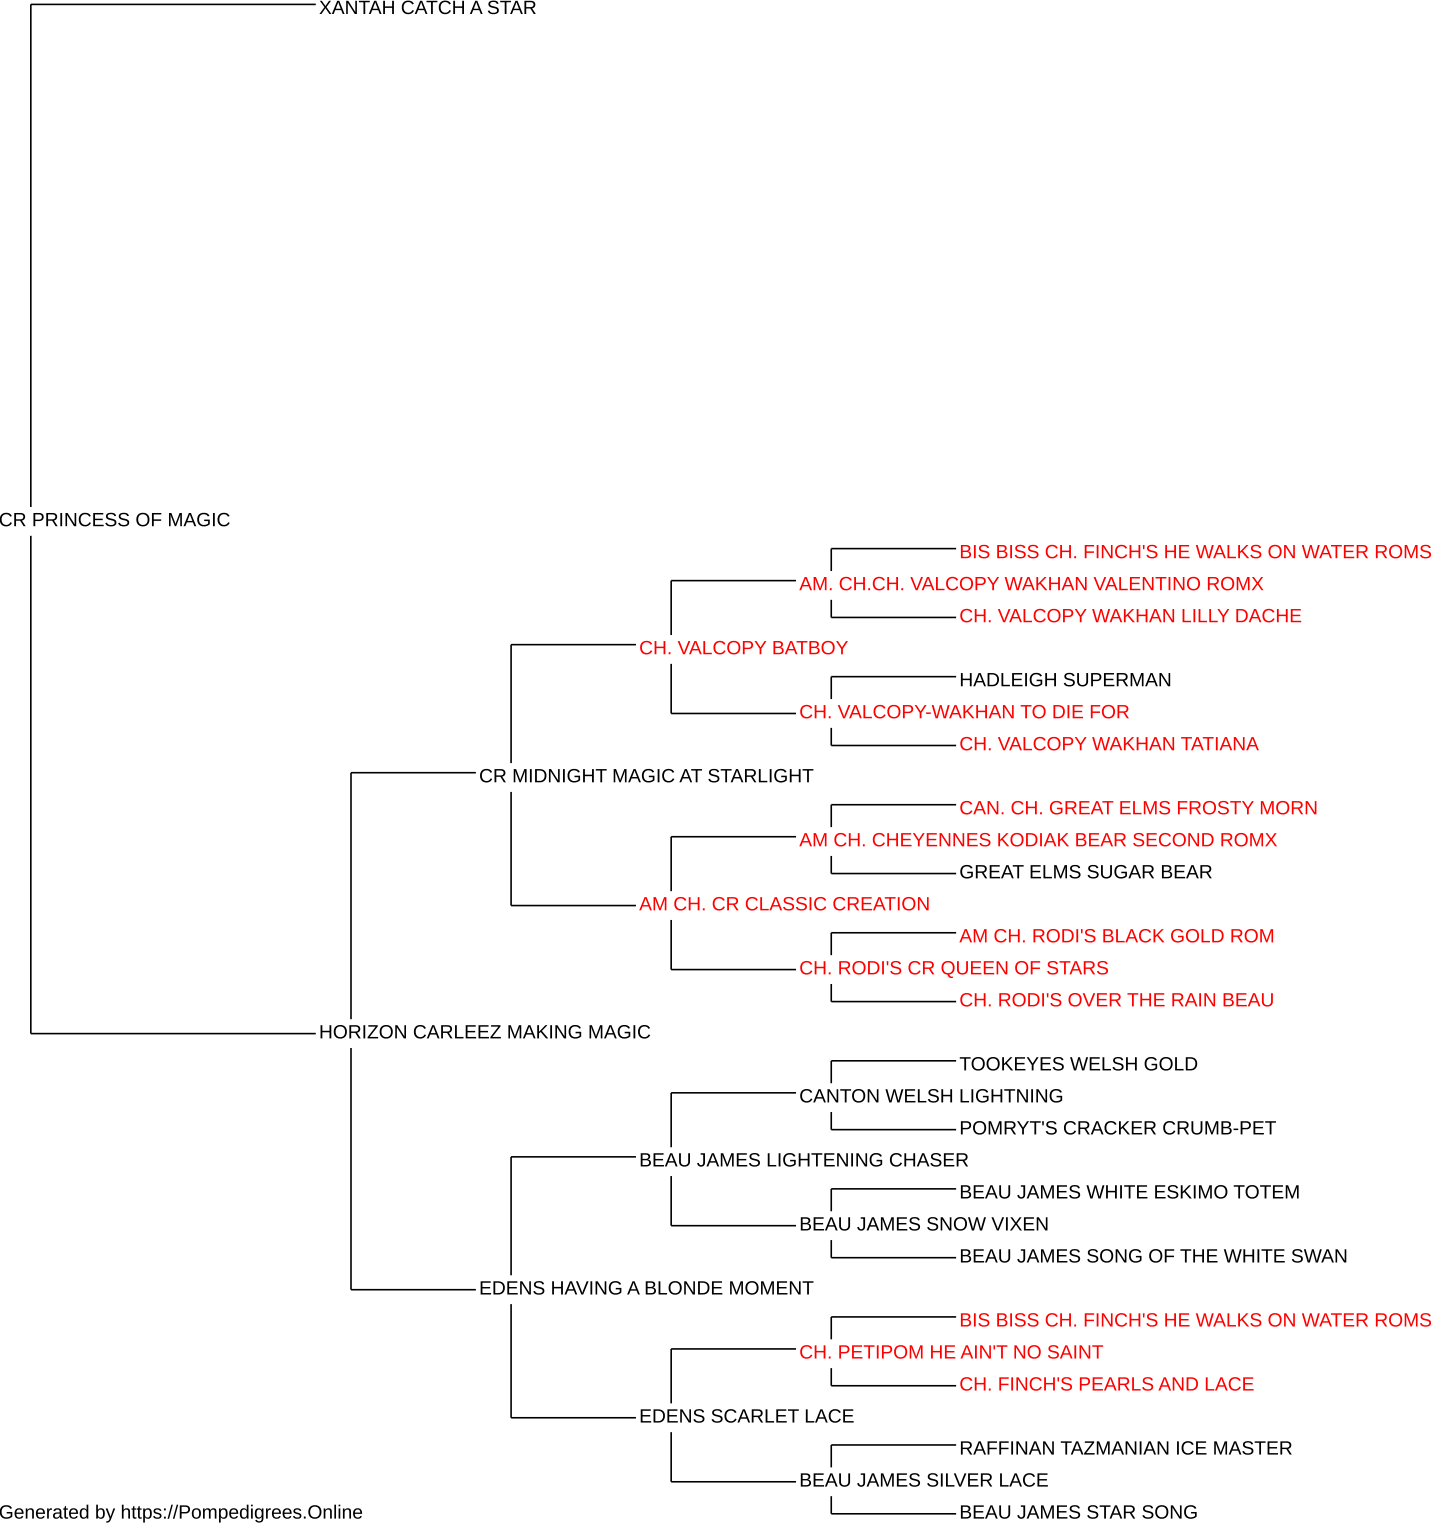 XANTAH CATCH A STAR
CR PRINCESS OF MAGIC
BIS BISS CH. FINCH'S HE WALKS ON WATER ROMS
AM. CH.CH. VALCOPY WAKHAN VALENTINO ROMX
CH. VALCOPY WAKHAN LILLY DACHE
CH. VALCOPY BATBOY
HADLEIGH SUPERMAN
CH. VALCOPY-WAKHAN TO DIE FOR
CH. VALCOPY WAKHAN TATIANA
CR MIDNIGHT MAGIC AT STARLIGHT
CAN. CH. GREAT ELMS FROSTY MORN
AM CH. CHEYENNES KODIAK BEAR SECOND ROMX
GREAT ELMS SUGAR BEAR
AM CH. CR CLASSIC CREATION
AM CH. RODI'S BLACK GOLD ROM
CH. RODI'S CR QUEEN OF STARS
CH. RODI'S OVER THE RAIN BEAU
HORIZON CARLEEZ MAKING MAGIC
TOOKEYES WELSH GOLD
CANTON WELSH LIGHTNING
POMRYT'S CRACKER CRUMB-PET
BEAU JAMES LIGHTENING CHASER
BEAU JAMES WHITE ESKIMO TOTEM
BEAU JAMES SNOW VIXEN
BEAU JAMES SONG OF THE WHITE SWAN
EDENS HAVING A BLONDE MOMENT
BIS BISS CH. FINCH'S HE WALKS ON WATER ROMS
CH. PETIPOM HE AIN'T NO SAINT
CH. FINCH'S PEARLS AND LACE
EDENS SCARLET LACE
RAFFINAN TAZMANIAN ICE MASTER
BEAU JAMES SILVER LACE
BEAU JAMES STAR SONG
Generated by https://Pompedigrees.Online